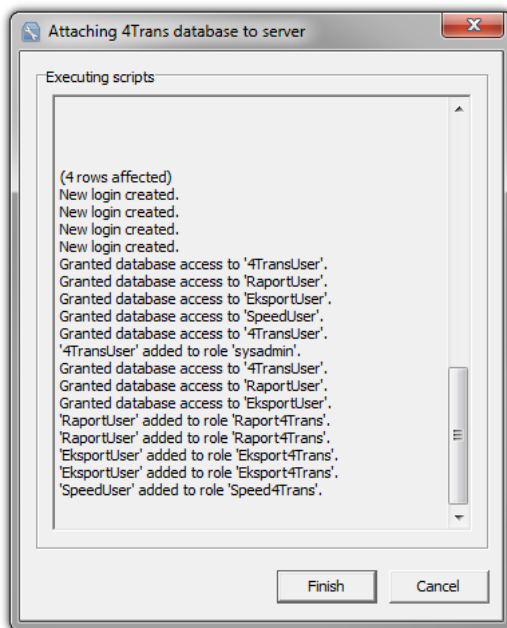 Attaching 4Trans database to server
Executing scripts
(4 rows affected)
New login created.
New login created.
New login created.
New login created.
Granted database access to '4TransUser'.
Granted database access to 'RaportUser'.
Granted database access to 'EksportUser'.
Granted database access to 'SpeedUser'.
Granted database access to '4TransUser'.
'4TransUser' added to role 'sysadmin'.
Granted database access to '4TransUser'.
Granted database access to 'RaportUser'.
Granted database access to 'EksportUser'.
'RaportUser' added to role 'Raport4Trans'.
'RaportUser' added to role 'Raport4Trans'.
'EksportUser' added to role 'Eksport4Trans'.
'EksportUser' added to role 'Eksport4Trans'.
'SpeedUser' added to role 'Speed4Trans'.
Finish
Cancel